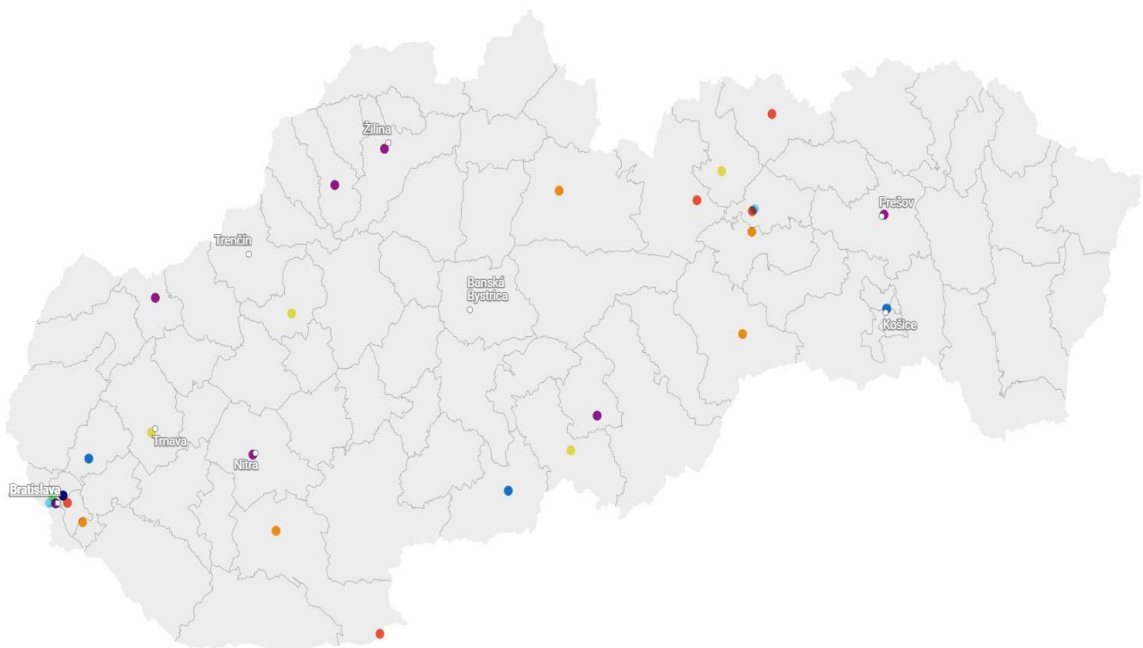 Žilina
Prešov
Trenčín
Banská
Bystrica
Košice
Trnava
Nitra
Bratislava